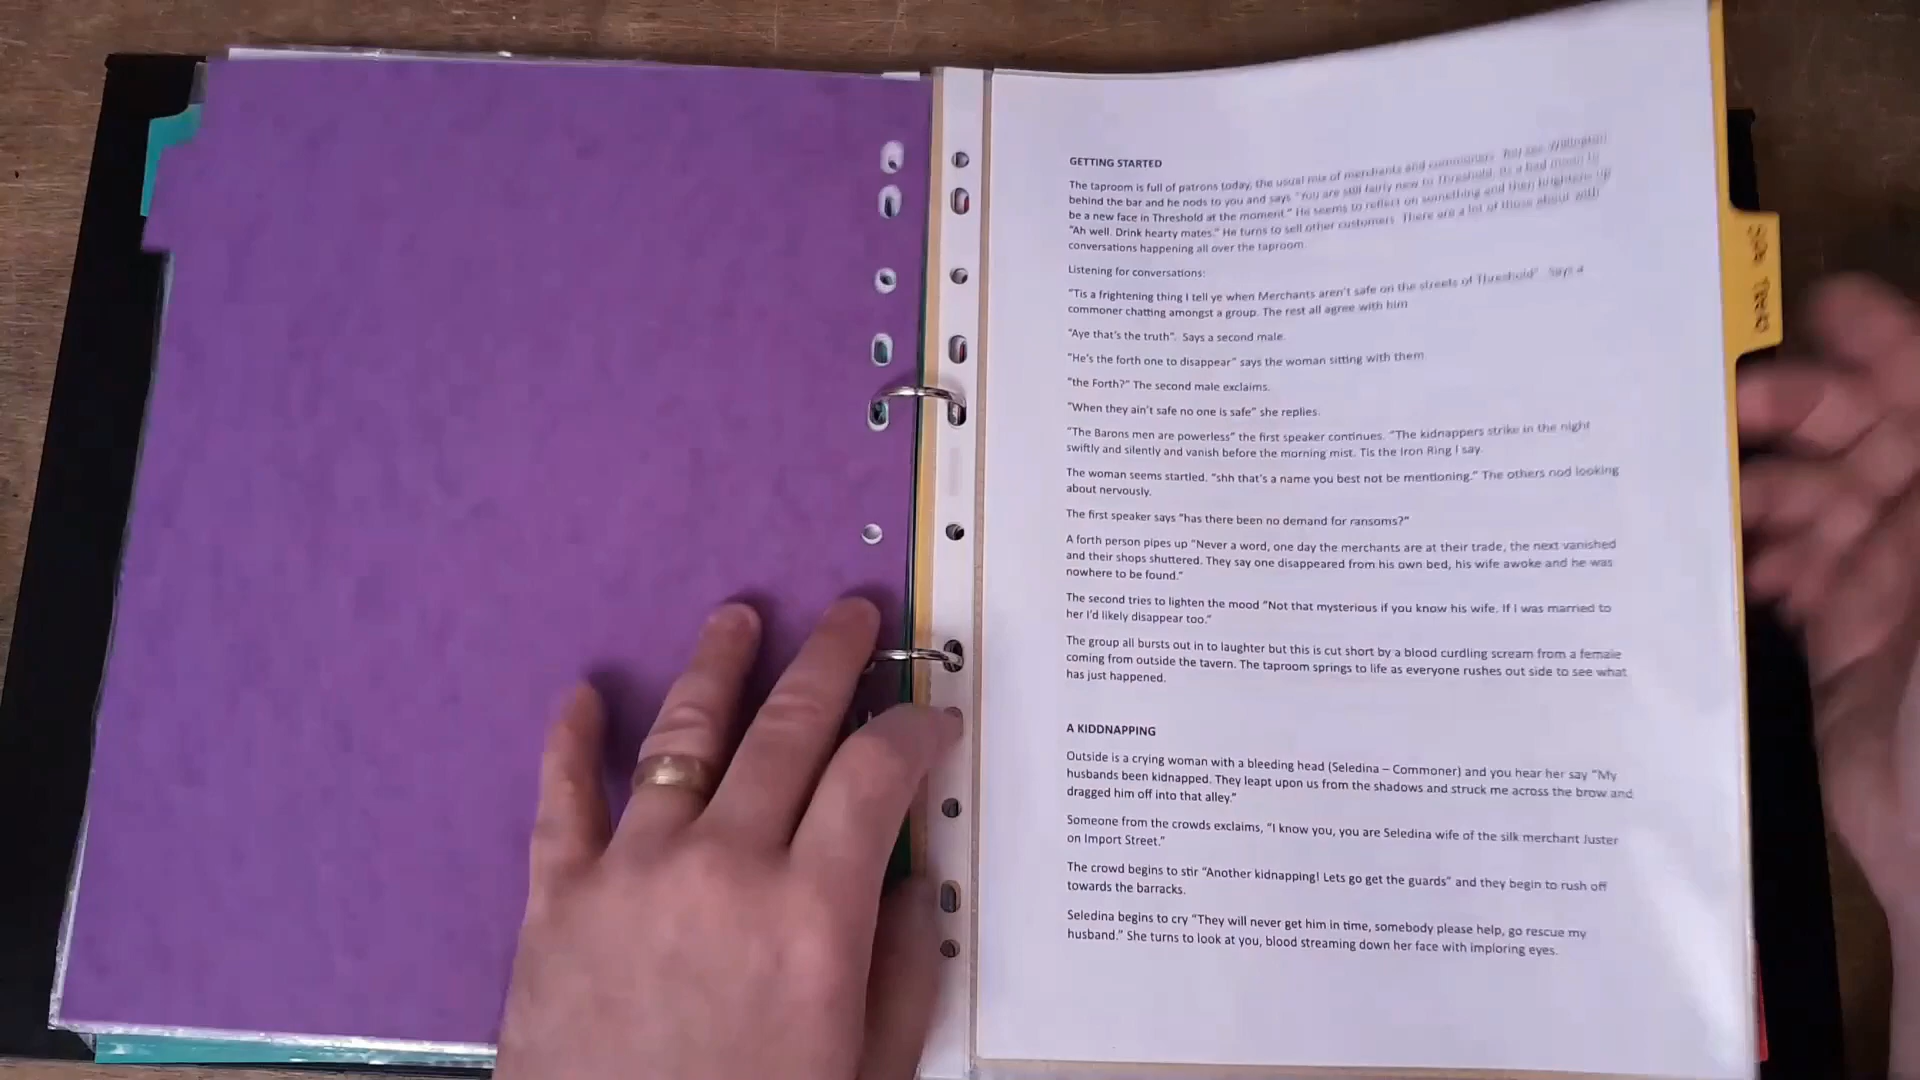 GETTING STARTED
The taproom is full of patrons today, the usual mix of merchants and commoners. You see
behind the bar and he nods to you and says "You are still fairly new to Threshold. Its a bad moon to
be a new face in Threshold at the moment." He seems to reflect on something and then brightens up
"Ah well. Drink hearty mates." He turns to sell other customers. There are a lot of those about with
conversations happening all over the taproom.
Listening for conversations:
"Tis a frightening thing I tell ye when Merchants aren't safe on the streets of Threshold". Says a
commoner chatting amongst a group. The rest all agree with him
"Aye that's the truth". Says a second male.
"He's the forth one to disappear" says the woman sitting with them.
"the Forth?" The second male exclaims.
"When they ain't safe no one is safe" she replies.
"The Barons men are powerless" the first speaker continues. "The kidnappers strike in the night
swiftly and silently and vanish before the morning mist. Tis the Iron Ring I say.
The woman seems startled. "shh that's a name you best not be mentioning." The others nod looking
about nervously.
The first speaker says "has there been no demand for ransoms?"
A forth person pipes up "Never a word, one day the merchants are at their trade, the next vanished
and their shops shuttered. They say one disappeared from his own bed, his wife awoke and he was
nowhere to be found."
The second tries to lighten the mood "Not that mysterious if you know his wife. If I was married to
her I'd likely disappear too."
The group all bursts out in to laughter but this is cut short by a blood curdling scream from a female
coming from outside the tavern. The taproom springs to life as everyone rushes out side to see what
has just happened.
A KIDDNAPPING
Outside is a crying woman with a bleeding head (Seledina – Commoner) and you hear her say "My
husbands been kidnapped. They leapt upon us from the shadows and struck me across the brow and
dragged him off into that alley."
Someone from the crowds exclaims, "I know you, you are Seledina wife of the silk merchant Juster
on Import Street."
The crowd begins to stir "Another kidnapping! Lets go get the guards" and they begin to rush off
towards the barracks.
Seledina begins to cry "They will never get him in time, somebody please help, go rescue my
husband." She turns to look at you, blood streaming down her face with imploring eyes.